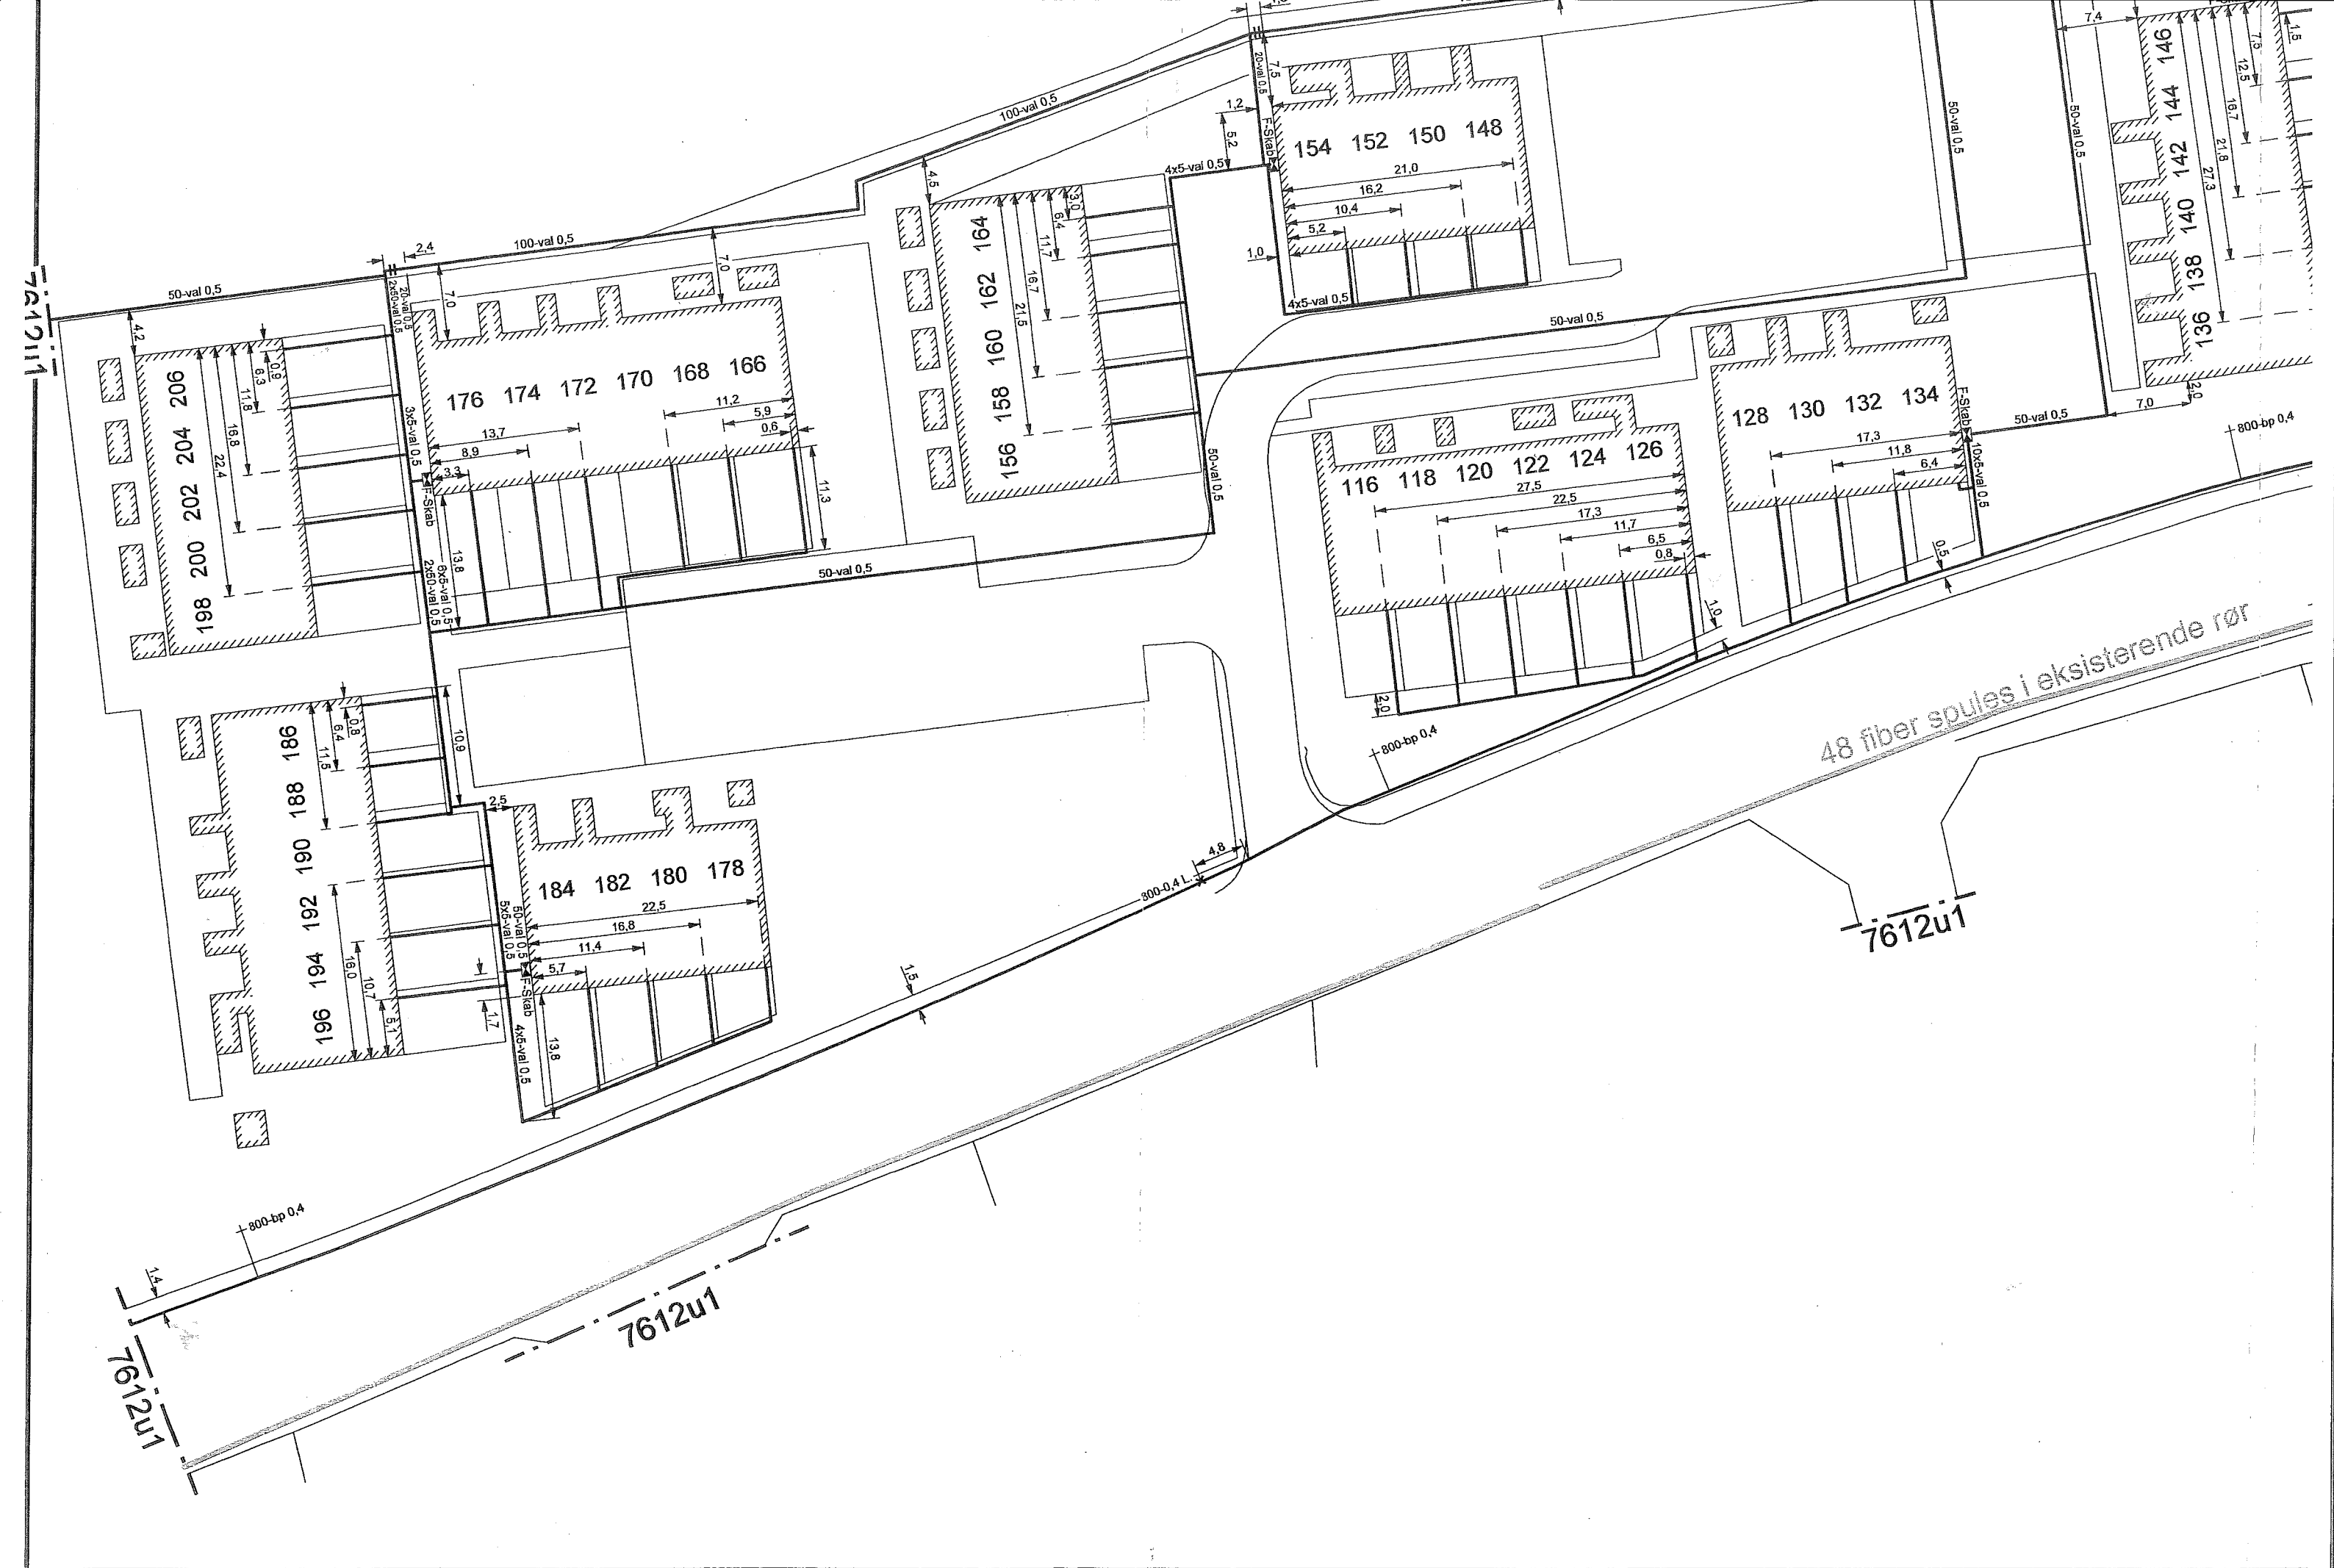 7,4
1,5
7,5
12,5
16,7
21,8
27,3
146
144
142
140
138
136
2,0
7,0
50-val 0,5
50-val 0,5
50-val 0,5
100-val 0,5
20-val 0,5
7,5
1,2
5,2
F-Skab
154 152 150 148
21,0
16,2
10,4
5,2
1,0
4x5-val 0,5
4x5-val 0,5
50-val 0,5
100-val 0,5
4,5
3,0
6,4
11,7
16,7
21,5
164
162
160
158
156
50-val 0,5
2,4
50-val 0,5
7612u1
4,2
20-val 0,5
2x50-val 0,5
7,0
7,0
0,9
6,3
11,8
16,8
22,4
206
204
202
200
198
176 174 172 170 168 166
11,2
5,9
0,6
13,7
8,9
3,3
3x5-val 0,5
F-Skab
11,3
13,8
6x5-val 0,5
2x50-val 0,5
50-val 0,5
128 130 132 134
17,3
11,8
6,4
F-Skab
10x5-val 0,5
800-bp 0,4
0,5
116 118 120 122 124 126
27,5
22,5
17,3
11,7
6,5
0,8
1,0
2,0
800-bp 0,4
48 fiber spules i eksisterende rør
7612u1
0,8
6,4
11,5
186
188
190
192
194
196
10,9
2,5
16,0
10,7
5,1
1,7
184 182 180 178
22,5
16,8
11,4
5,7
50-val 0,5
5x5-val 0,5
F-Skab
4x5-val 0,5
13,8
4,8
800-0,4 L.
1,5
800-bp 0,4
1,4
7612u1
7612u1